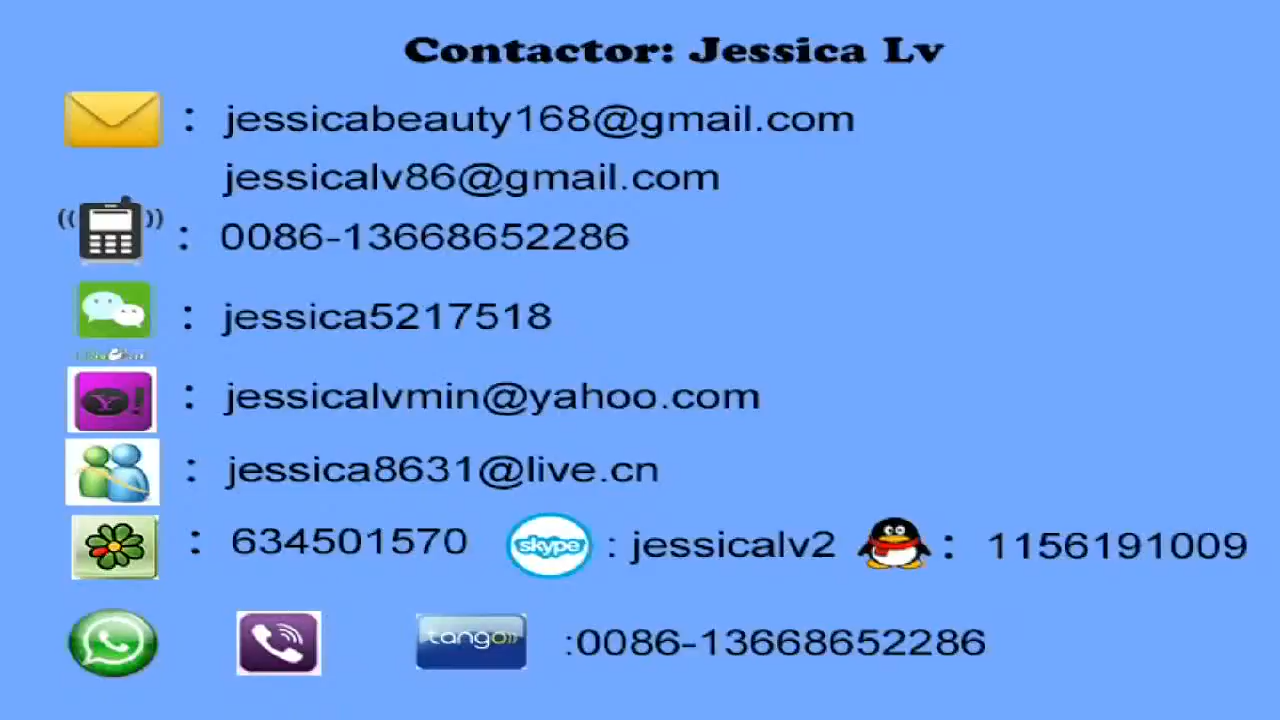 Contactor: Jessica Lv
: jessicabeauty168@gmail.com
jessicalv86@gmail.com
: 0086-13668652286
: jessica5217518
Y! : jessicalvmin@yahoo.com
: jessica8631@live.cn
: 634501570 skype : jessicalv2 : 1156191009
tango :0086-13668652286